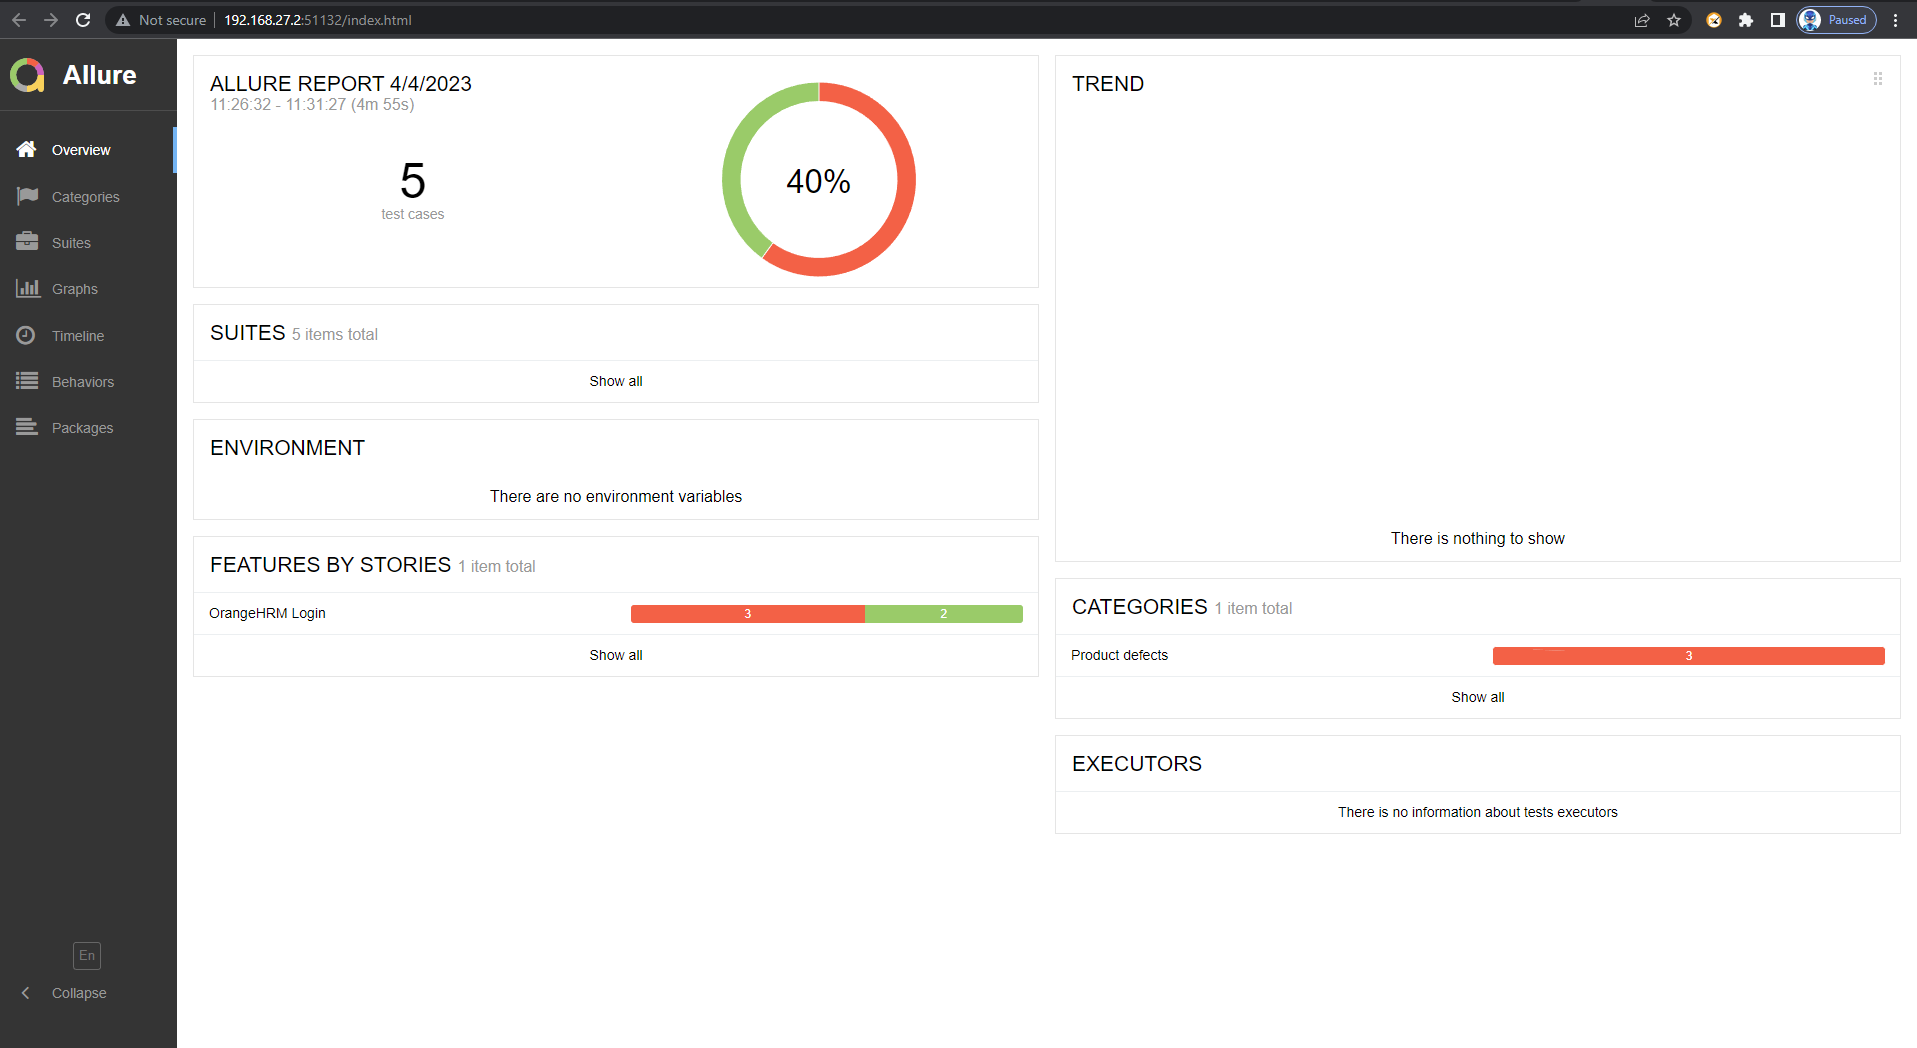 Not secure
192.168.27.2:51132/index.html
Paused
Allure
Overview
Categories
Suites
Graphs
Timeline
Behaviors
Packages
En
Collapse
ALLURE REPORT 4/4/2023
11:26:32 - 11:31:27 (4m 55s)
5
test cases
40%
SUITES 5 items total
Show all
ENVIRONMENT
There are no environment variables
FEATURES BY STORIES 1 item total
OrangeHRM Login 3 2
Show all
TREND
There is nothing to show
CATEGORIES 1 item total
Product defects 3
Show all
EXECUTORS
There is no information about tests executors